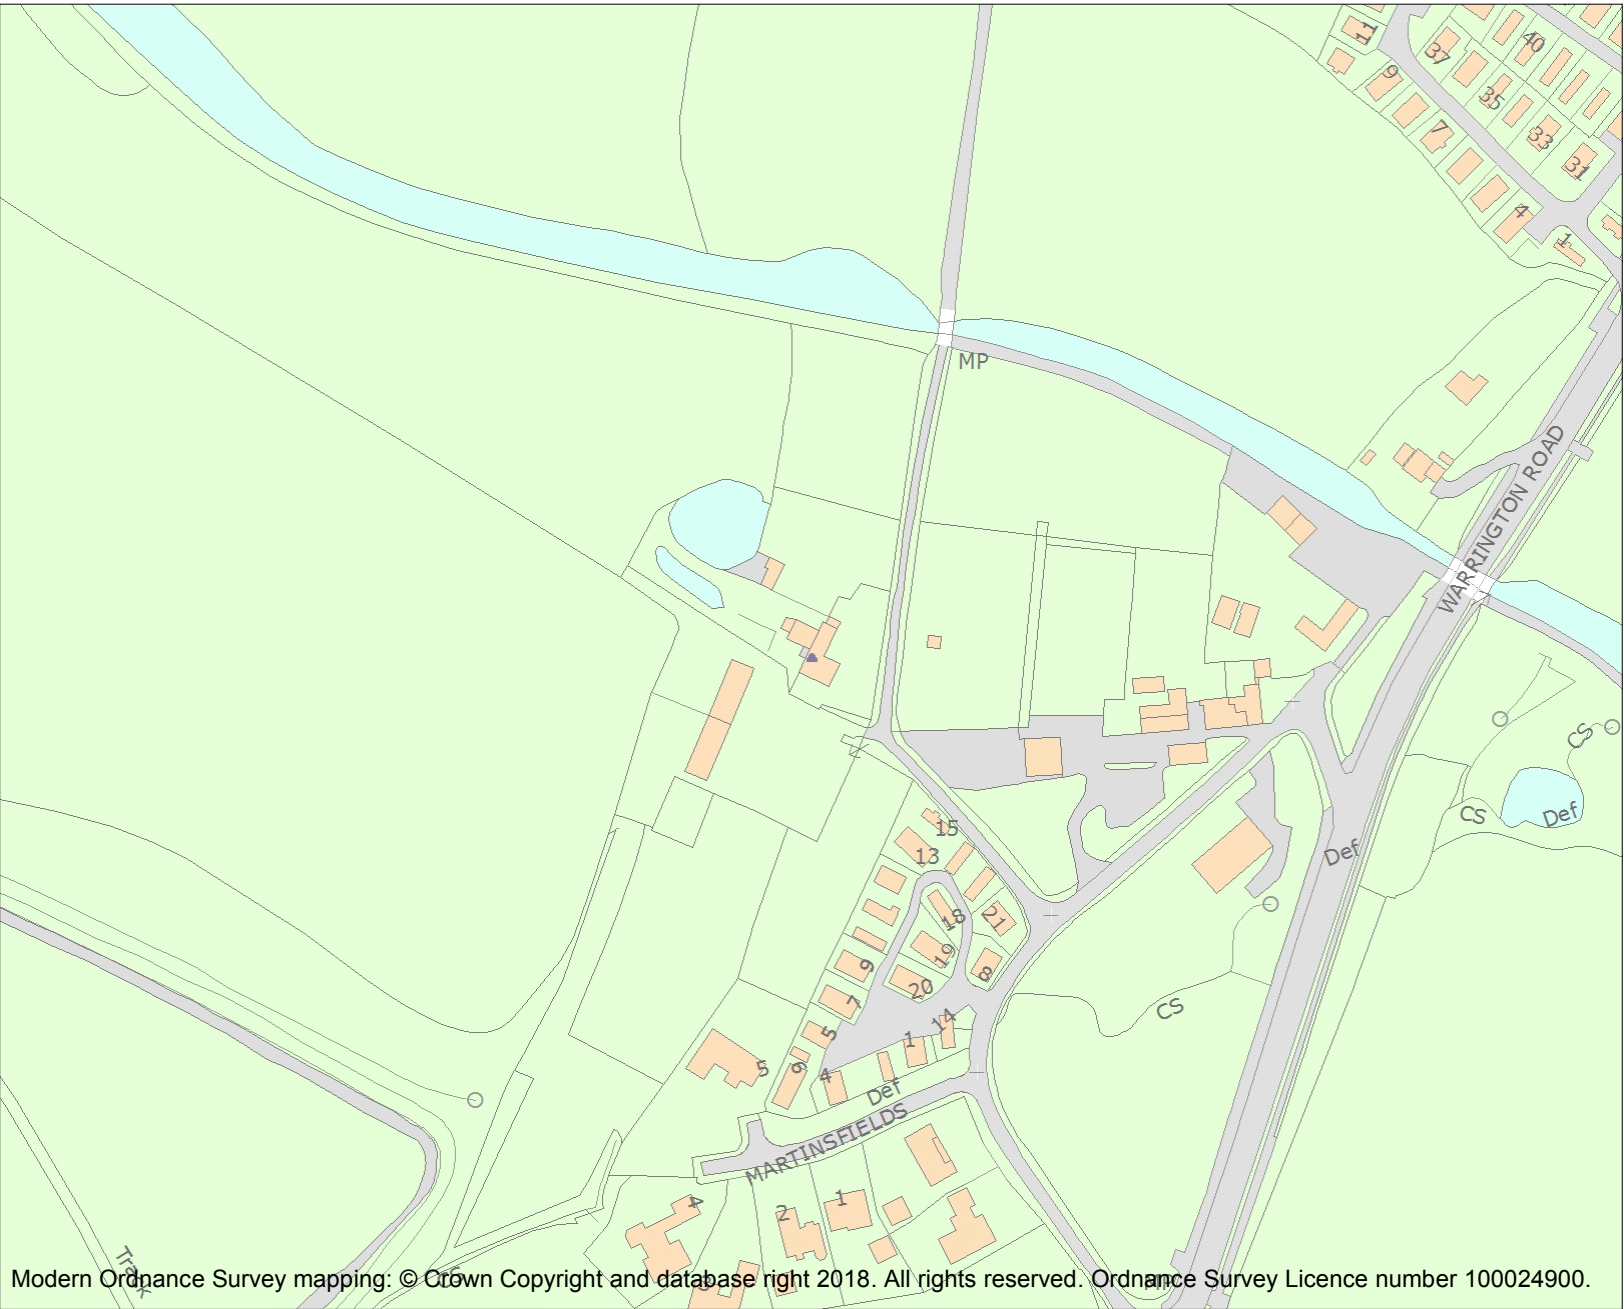 11
37
40
9
35
7
33
31
4
1
MP
WARRINGTON ROAD
CS
CS
Def
Def
15
13
18
21
19
9
8
20
7
CS
14
5
1
5
6
4
Def
MARTINSFIELDS
4
2
1
Track
CS
3
MP
Modern Ordnance Survey mapping: © Crown Copyright and database right 2018. All rights reserved. Ordnance Survey Licence number 100024900.